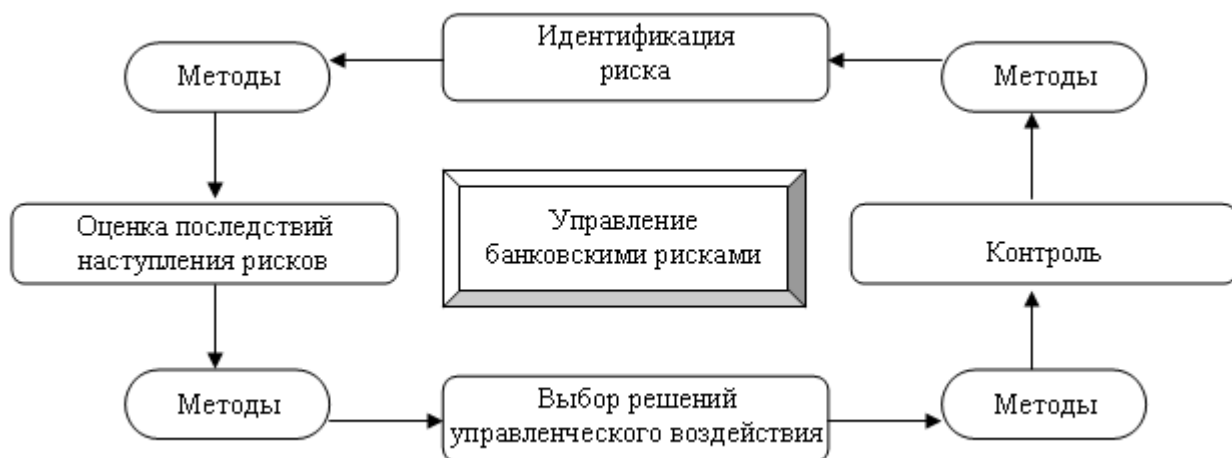 Идентификация
риска
Методы
Методы
Управление
банковскими рисками
Оценка последствий
наступления рисков
Контроль
Методы
Выбор решений
управленческого воздействия
Методы